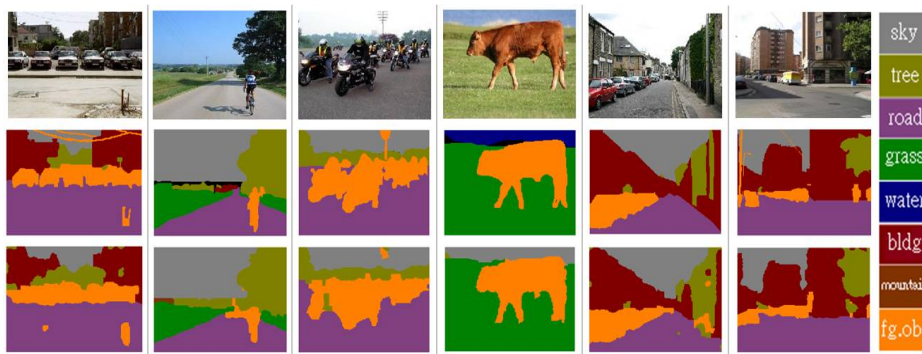 sky
tree
road
grass
water
bldg
mountain
fg.obj